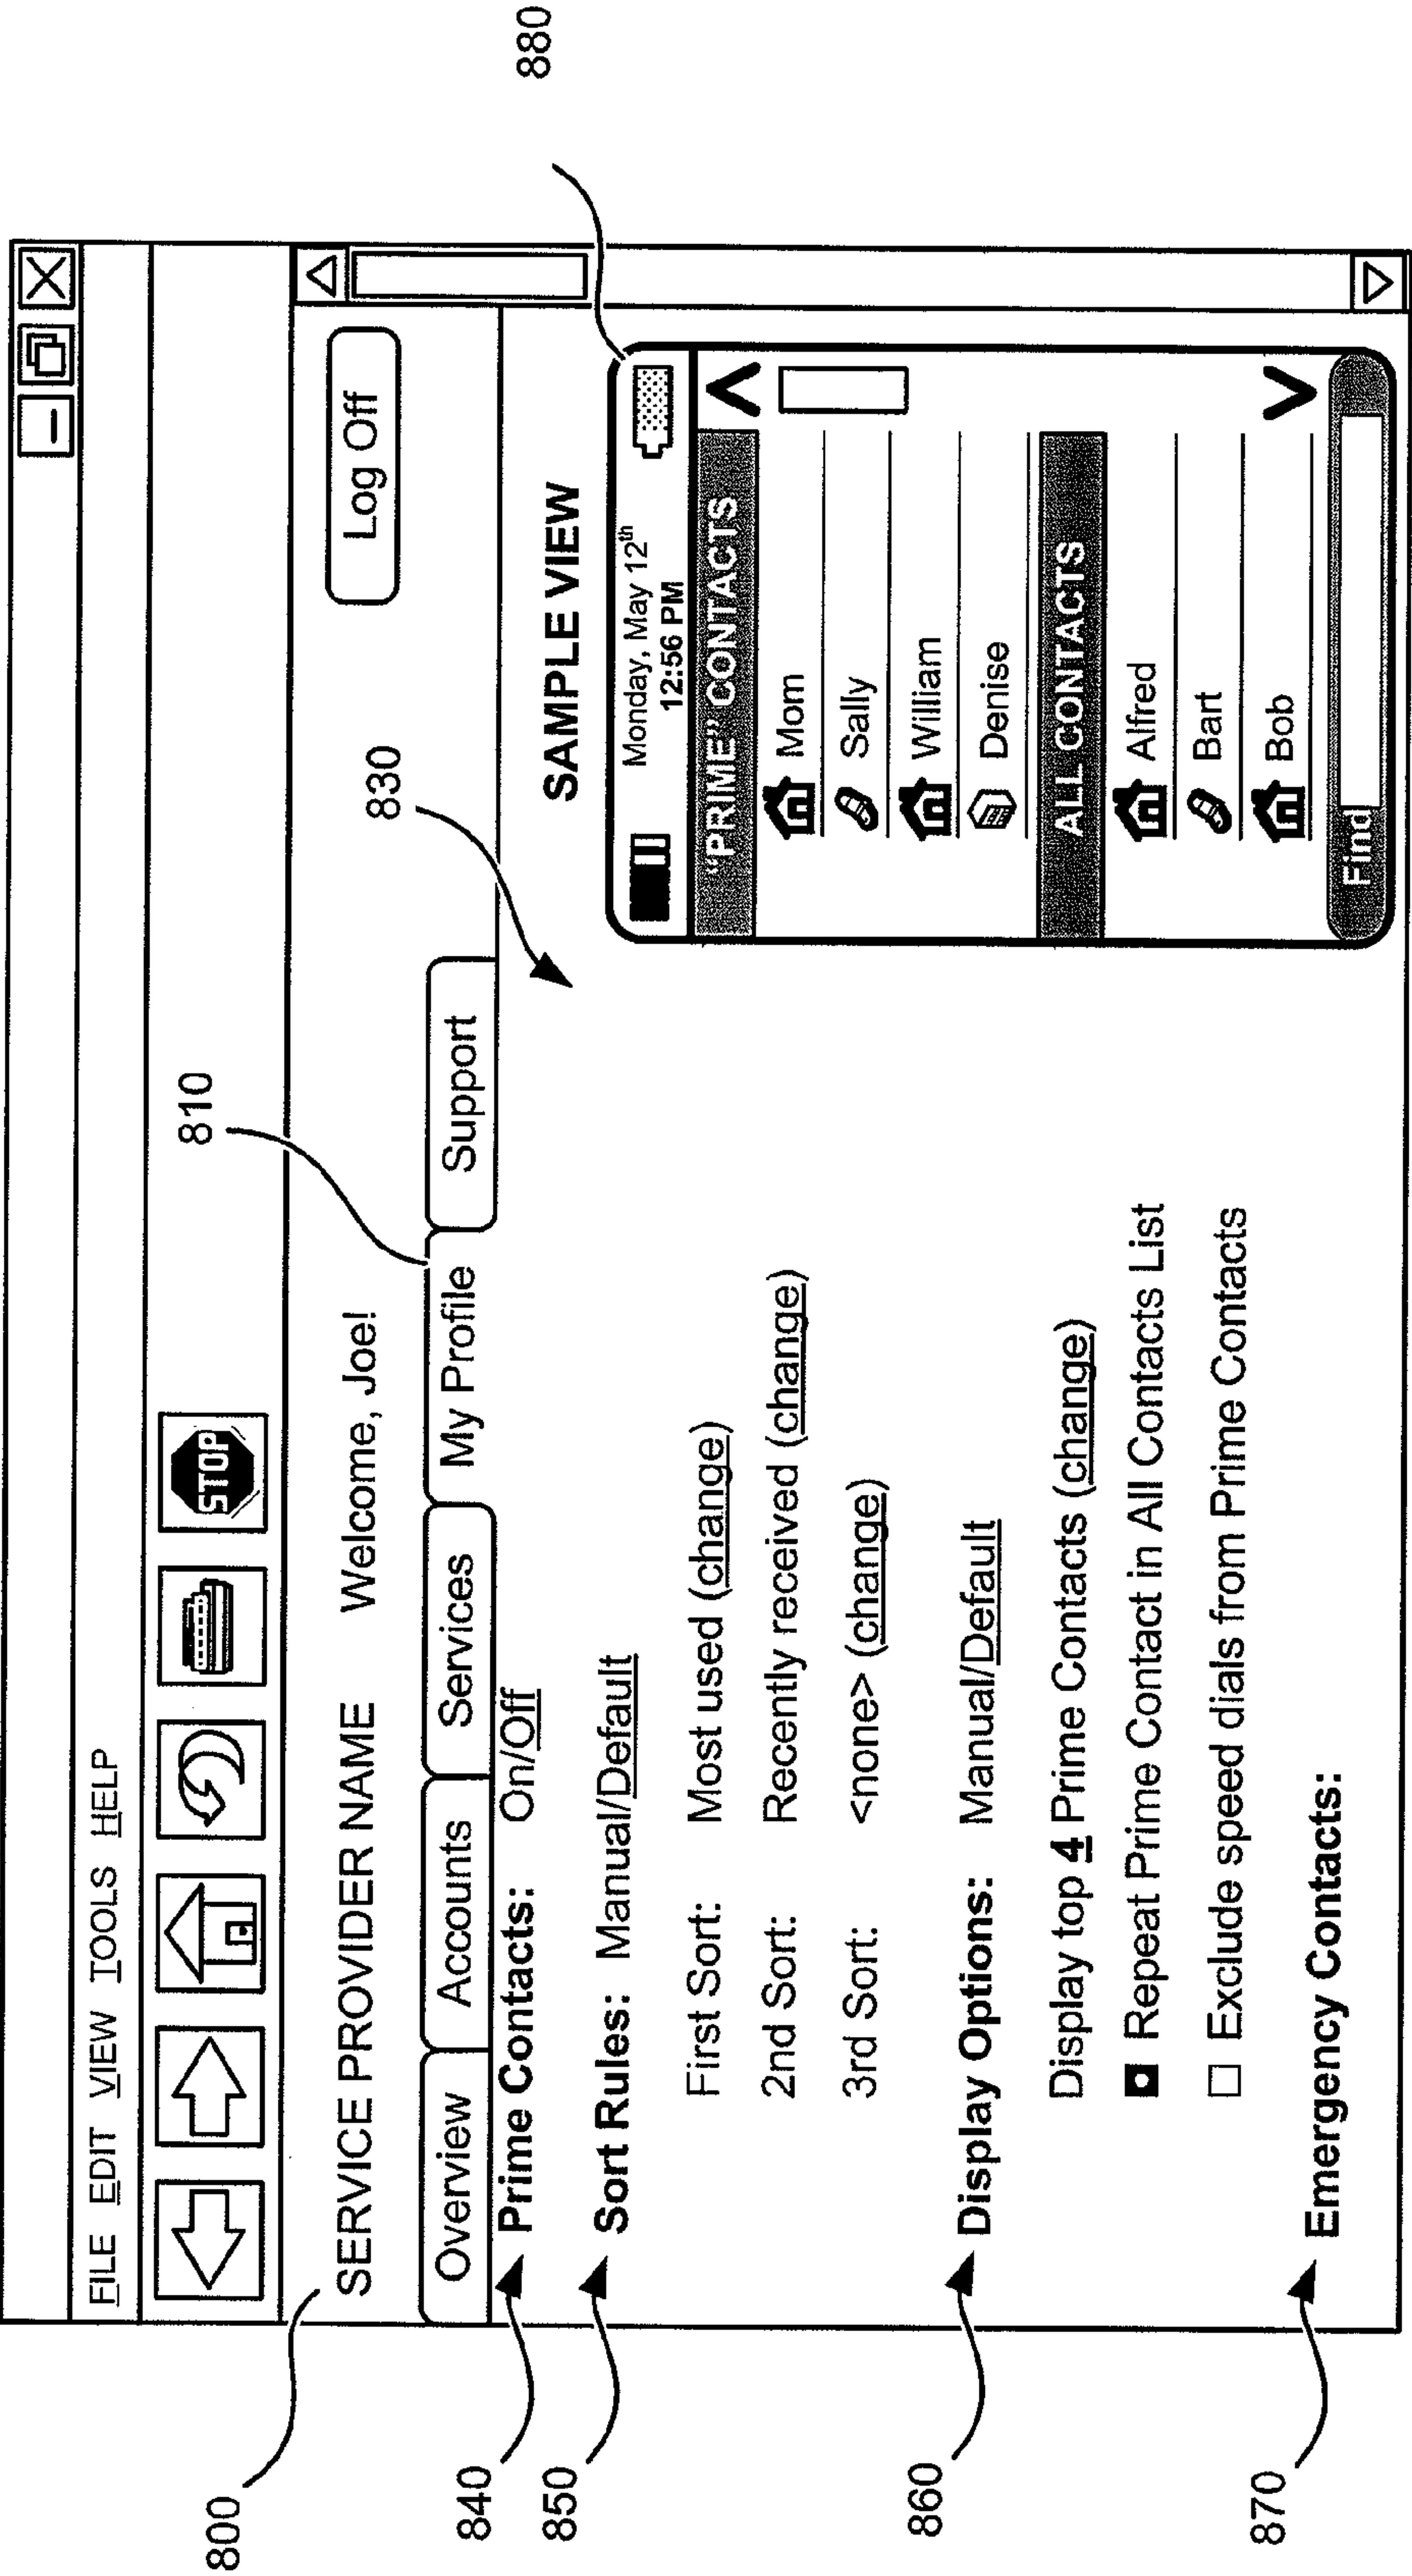 FILE EDIT VIEW TOOLS HELP
STOP
800
810
SERVICE PROVIDER NAME Welcome, Joe!
Log Off
Overview Accounts Services My Profile Support
830
840
Prime Contacts: On/Off
850
Sort Rules: Manual/Default
First Sort: Most used (change)
2nd Sort: Recently received (change)
3rd Sort: <none> (change)
860
Display Options: Manual/Default
Display top 4 Prime Contacts (change)
Repeat Prime Contact in All Contacts List
Exclude speed dials from Prime Contacts
870
Emergency Contacts:
SAMPLE VIEW
880
Monday, May 12th
12:56 PM
"PRIME" CONTACTS
Mom
Sally
William
Denise
ALL CONTACTS
Alfred
Bart
Bob
Find